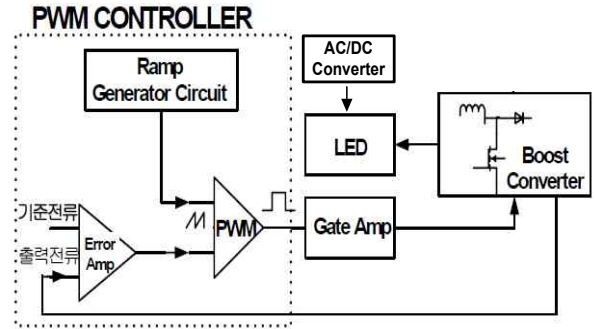 PWM CONTROLLER
Ramp
Generator Circuit
AC/DC
Converter
LED
Boost
Converter
기준전류
출력전류
Error
Amp
PWM
Gate Amp